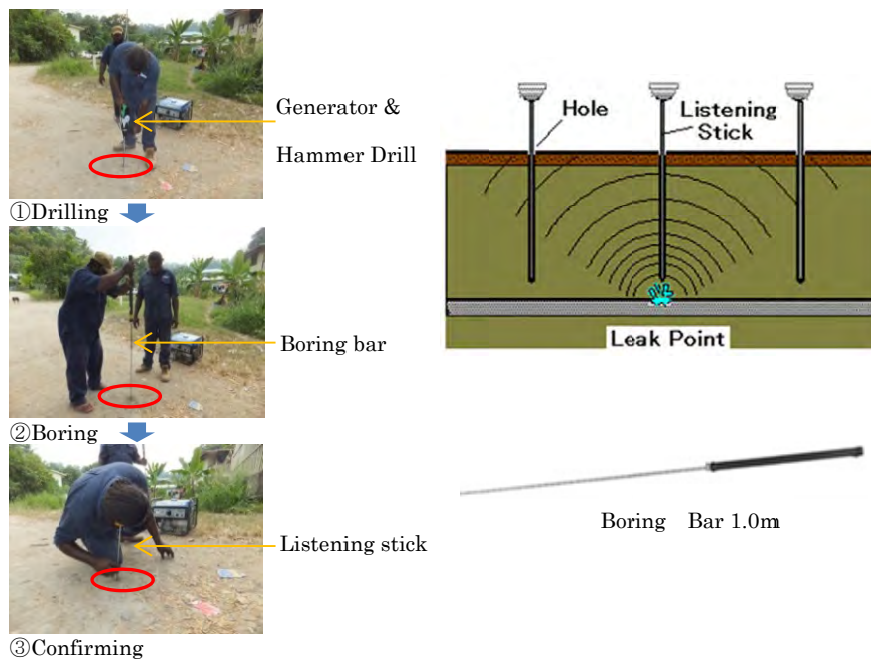 Generator &
Hammer Drill
①Drilling
Boring bar
②Boring
Listening stick
③Confirming
Hole
Listening
Stick
Leak Point
Boring Bar 1.0m